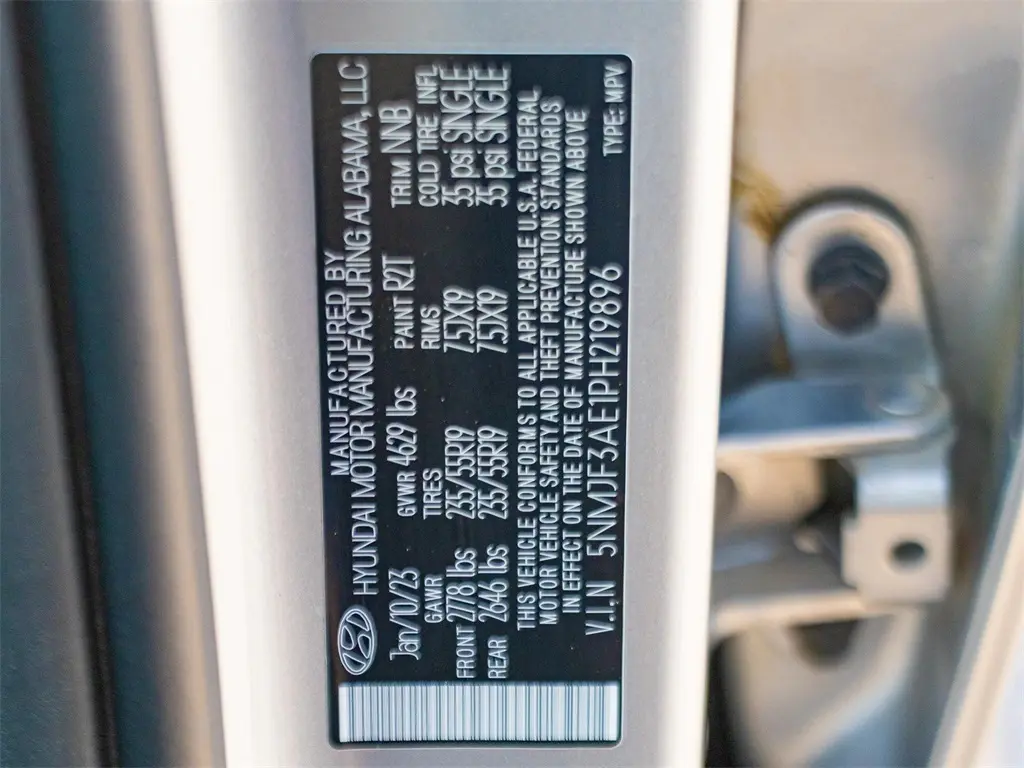 MANUFACTURED BY
HYUNDAI MOTOR MANUFACTURING ALABAMA, LLC
Jan/10/23 GVWR 4629 lbs PAINT R2T TRIM NNB
GAWR TIRES RIMS COLD TIRE INFL
FRONT 2778 lbs 235/55R19 7.5JX19 35 psi SINGLE
REAR 2646 lbs 235/55R19 7.5JX19 35 psi SINGLE
THIS VEHICLE CONFORMS TO ALL APPLICABLE U.S.A. FEDERAL
MOTOR VEHICLE SAFETY AND THEFT PREVENTION STANDARDS
IN EFFECT ON THE DATE OF MANUFACTURE SHOWN ABOVE
V.I.N 5NMJF3AE1PH219896 TYPE: MPV